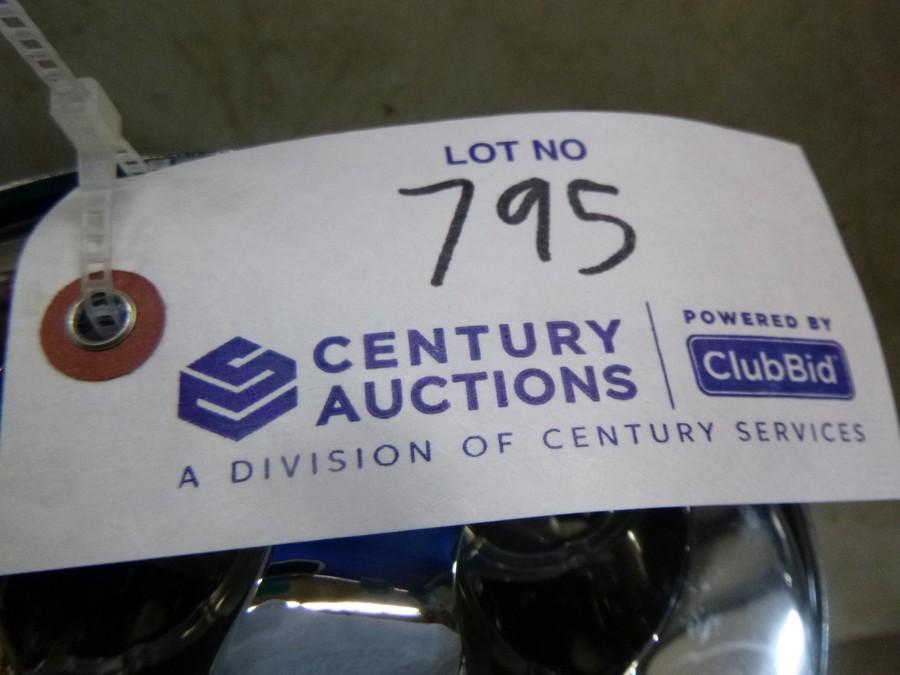 LOT NO
795
CENTURY
AUCTIONS
POWERED BY
ClubBid
A DIVISION OF CENTURY SERVICES